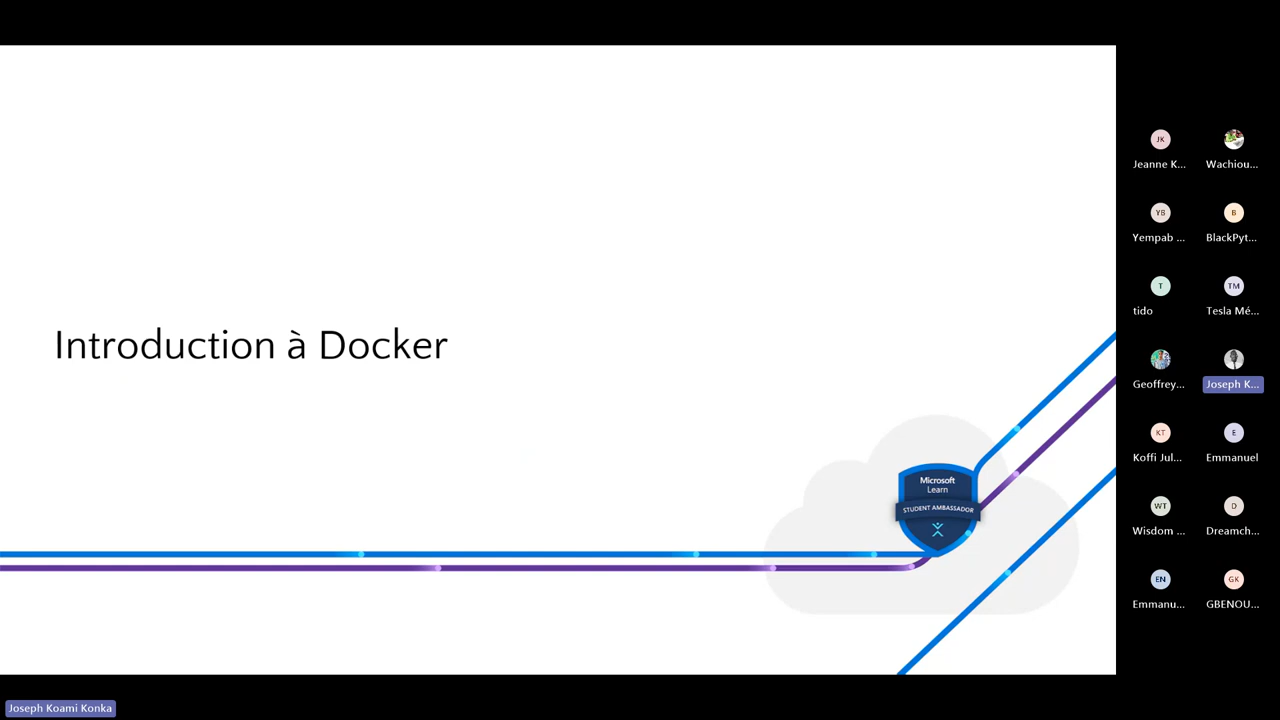 Introduction à Docker
Microsoft
Learn
STUDENT AMBASSADOR
JK
Jeanne K...
Wachiou...
YB
Yempab ...
B
BlackPyt...
T
tido
TM
Tesla Mé...
Geoffrey...
Joseph K...
KT
Koffi Jul...
E
Emmanuel
WT
Wisdom ...
D
Dreamch...
EN
Emmanu...
GK
GBENOU...
Joseph Koami Konka